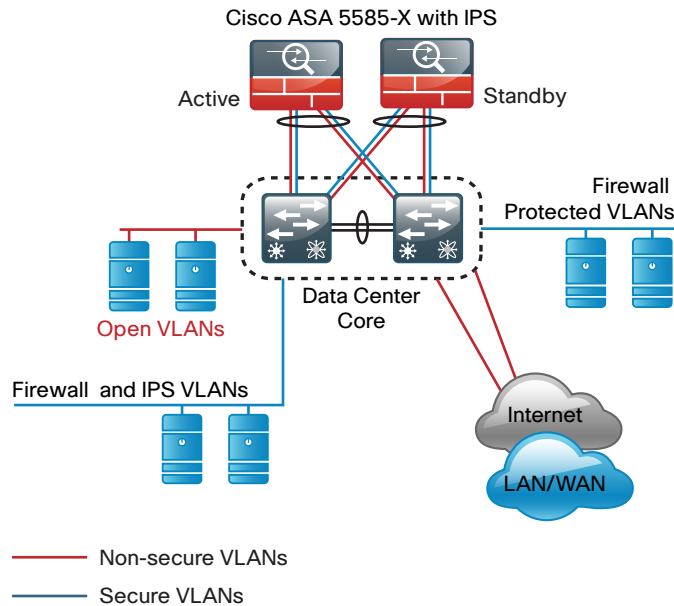 Cisco ASA 5585-X with IPS
Active
Standby
Firewall
Protected VLANs
Open VLANs
Data Center
Core
Firewall and IPS VLANs
Internet
LAN/WAN
Non-secure VLANs
Secure VLANs